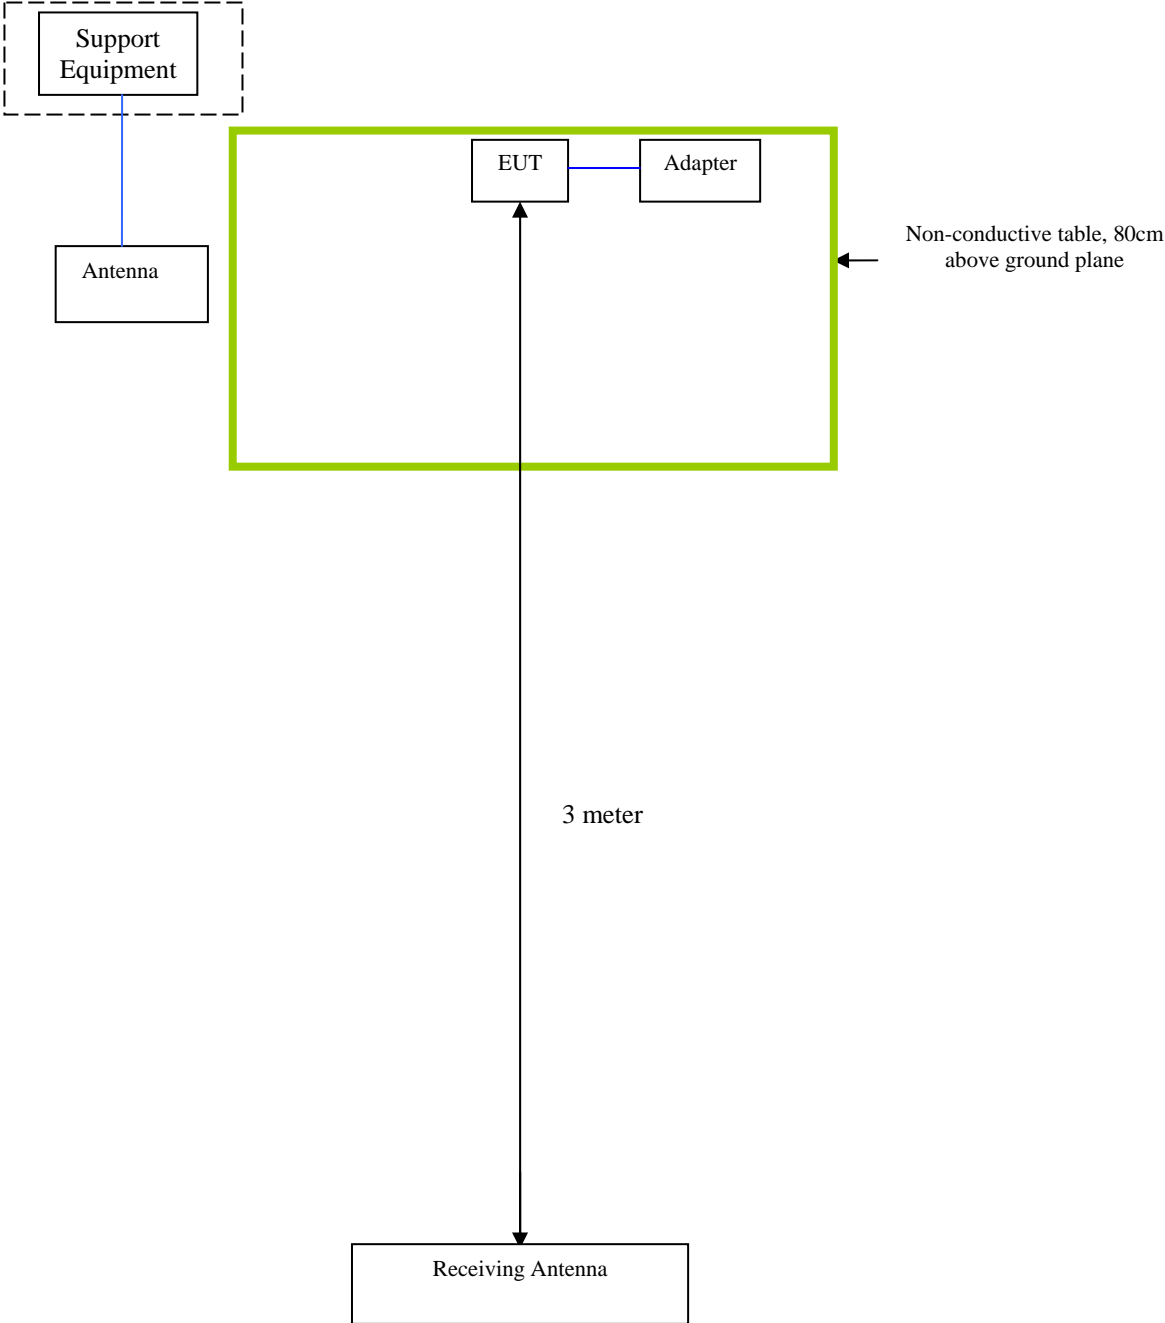 Support
Equipment
EUT
Adapter
Non-conductive table, 80cm
above ground plane
Antenna
3 meter
Receiving Antenna